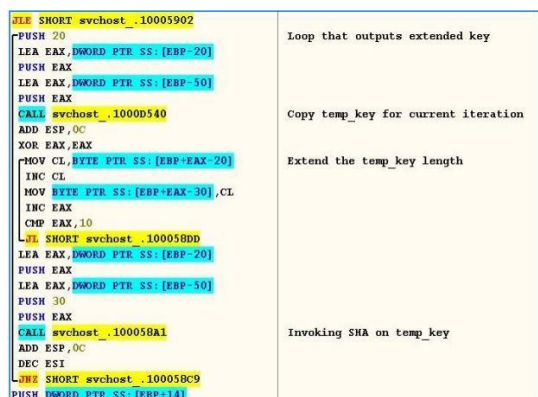 JLE SHORT svchost_.10005902
PUSH 20 Loop that outputs extended key
LEA EAX,DWORD PTR SS:[EBP-20]
PUSH EAX
LEA EAX,DWORD PTR SS:[EBP-50]
PUSH EAX
CALL svchost_.1000D540 Copy temp_key for current iteration
ADD ESP,0C
XOR EAX,EAX
MOV CL,BYTE PTR SS:[EBP+EAX-20] Extend the temp_key length
INC CL
MOV BYTE PTR SS:[EBP+EAX-30],CL
INC EAX
CMP EAX,10
JL SHORT svchost_.100058DD
LEA EAX,DWORD PTR SS:[EBP-20]
PUSH EAX
LEA EAX,DWORD PTR SS:[EBP-50]
PUSH 30
PUSH EAX
CALL svchost_.100058A1 Invoking SHA on temp_key
ADD ESP,0C
DEC ESI
JNZ SHORT svchost_.100058C9
PUSH DWORD PTR SS:[EBP+14]